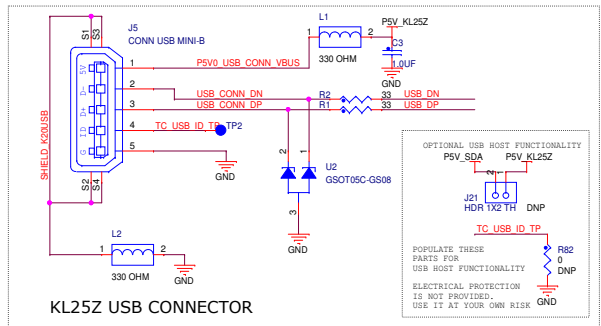 J5
CONN USB MINI-B
S1
S3
5V
D-
D+
ID
G
S2
S4
1
2
3
4
5
SHIELD_K20USB
P5V0_USB_CONN_VBUS
L1
1
2
330 OHM
P5V_KL25Z
C3
1.0UF
GND
USB_CONN_DN
R2
33
USB_DN
USB_CONN_DP
R1
33
USB_DP
TC_USB_ID_TP
TP2
GND
2
1
U2
GSOT05C-GS08
3
GND
L2
1
2
330 OHM
GND
KL25Z USB CONNECTOR
OPTIONAL USB HOST FUNCTIONALITY
P5V_SDA
P5V_KL25Z
2
1
J21
HDR 1X2 TH
DNP
TC_USB_ID_TP
POPULATE THESE
PARTS FOR
USB HOST FUNCTIONALITY
R82
0
DNP
ELECTRICAL PROTECTION
IS NOT PROVIDED.
USE IT AT YOUR OWN RISK
GND